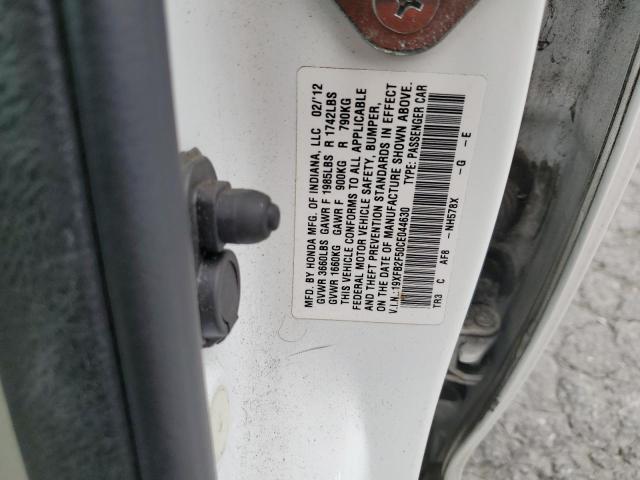 MFD. BY HONDA MFG. OF INDIANA, LLC 02/12
GVWR 3660LBS GAWR F 1985LBS R 1742LBS
GVWR 1660KG GAWR F 900KG R 790KG
THIS VEHICLE CONFORMS TO ALL APPLICABLE
FEDERAL MOTOR VEHICLE SAFETY, BUMPER,
AND THEFT PREVENTION STANDARDS IN EFFECT
ON THE DATE OF MANUFACTURE SHOWN ABOVE.
V.I.N.: 19XFB2F50CE044630 TYPE: PASSENGER CAR
TR3 C AF8 -NH578X -G -E